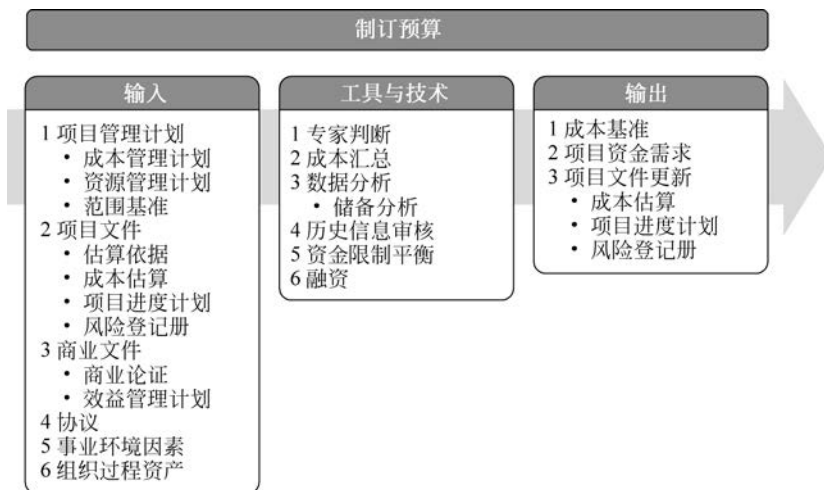 制订预算
输入
1 项目管理计划
• 成本管理计划
• 资源管理计划
• 范围基准
2 项目文件
• 估算依据
• 成本估算
• 项目进度计划
• 风险登记册
3 商业文件
• 商业论证
• 效益管理计划
4 协议
5 事业环境因素
6 组织过程资产
工具与技术
1 专家判断
2 成本汇总
3 数据分析
• 储备分析
4 历史信息审核
5 资金限制平衡
6 融资
输出
1 成本基准
2 项目资金需求
3 项目文件更新
• 成本估算
• 项目进度计划
• 风险登记册